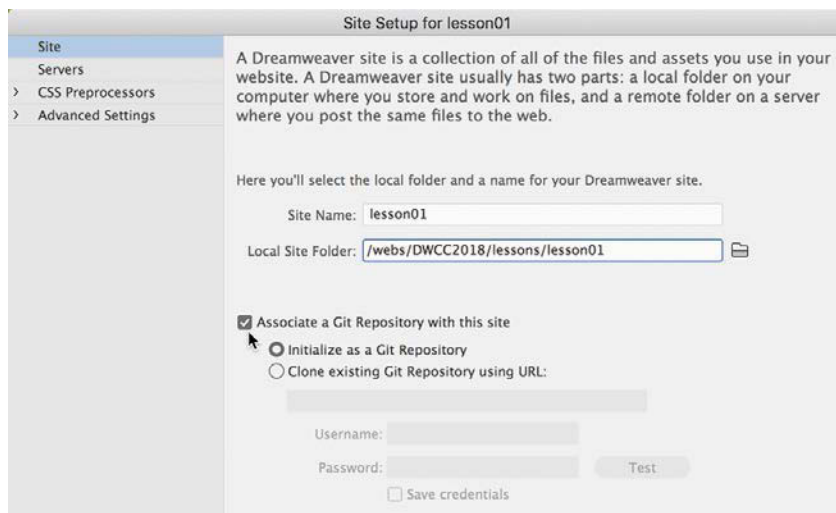 Site Setup for lesson01
Site
Servers
CSS Preprocessors
Advanced Settings
A Dreamweaver site is a collection of all of the files and assets you use in your
website. A Dreamweaver site usually has two parts: a local folder on your
computer where you store and work on files, and a remote folder on a server
where you post the same files to the web.
Here you'll select the local folder and a name for your Dreamweaver site.
Site Name: lesson01
Local Site Folder: /webs/DWCC2018/lessons/lesson01
Associate a Git Repository with this site
Initialize as a Git Repository
Clone existing Git Repository using URL:
Username:
Password: Test
Save credentials